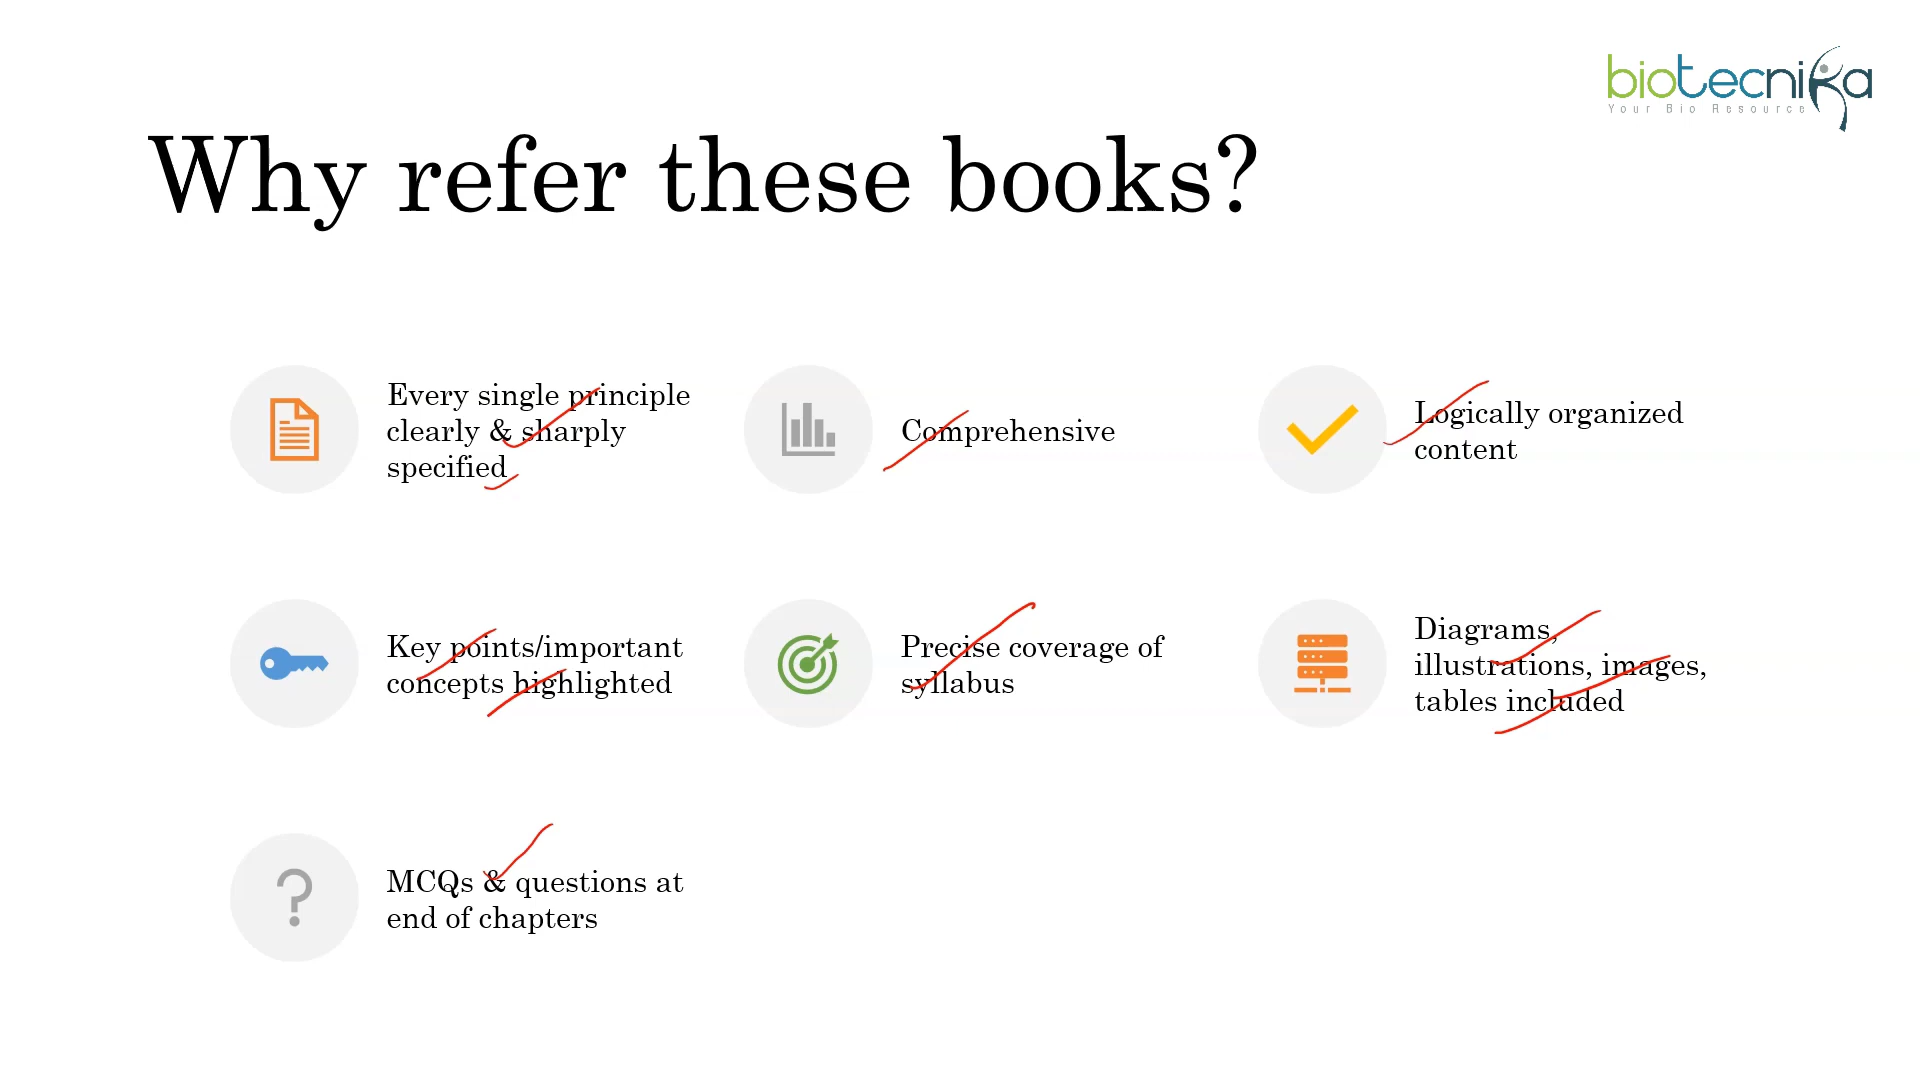 biotecnika
Your Bio Resource
Why refer these books?
Every single principle
clearly & sharply
specified
Comprehensive
Logically organized
content
Key points/important
concepts highlighted
Precise coverage of
syllabus
Diagrams,
illustrations, images,
tables included
MCQs & questions at
end of chapters